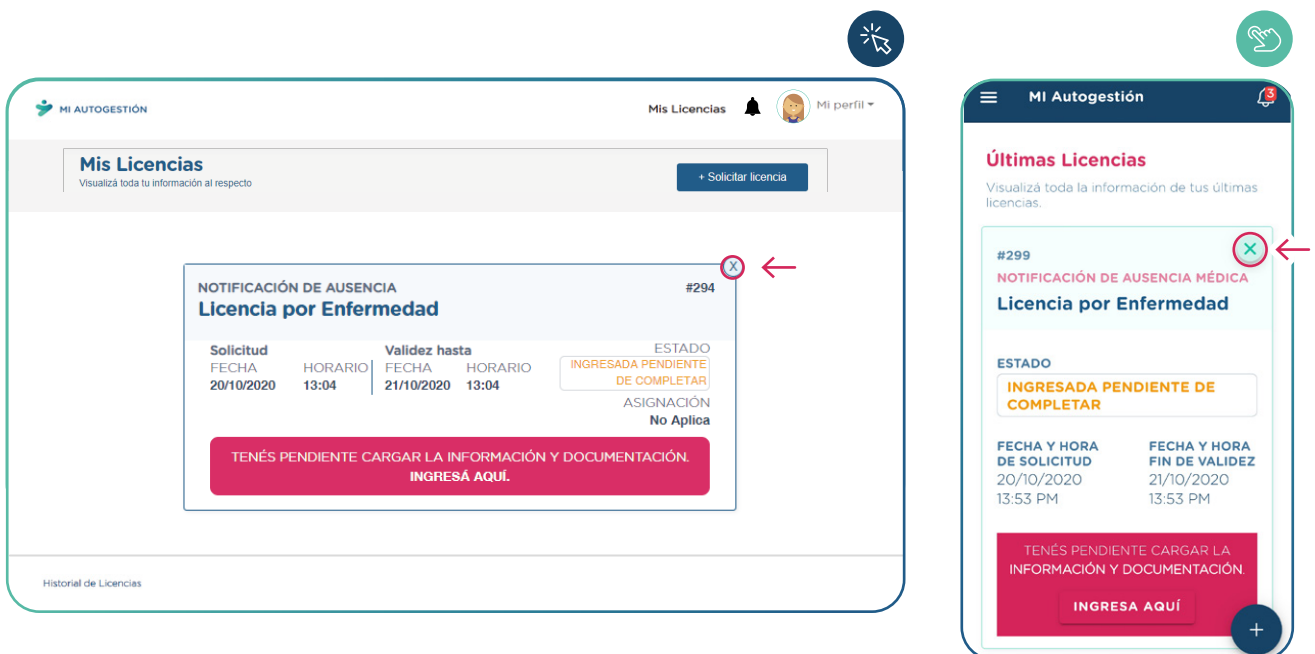 MI AUTOGESTIÓN
Mis Licencias
Mi perfil
Mis Licencias
Visualizá toda tu información al respecto
+ Solicitar licencia
X
NOTIFICACIÓN DE AUSENCIA
#294
Licencia por Enfermedad
Solicitud
Validez hasta
ESTADO
FECHA HORARIO
FECHA HORARIO
INGRESADA PENDIENTE
DE COMPLETAR
20/10/2020 13:04
21/10/2020 13:04
ASIGNACIÓN
No Aplica
TENÉS PENDIENTE CARGAR LA INFORMACIÓN Y DOCUMENTACIÓN.
INGRESÁ AQUÍ.
Historial de Licencias
MI Autogestión
3
Últimas Licencias
Visualizá toda la información de tus últimas
licencias.
#299
NOTIFICACIÓN DE AUSENCIA MÉDICA
Licencia por Enfermedad
ESTADO
INGRESADA PENDIENTE DE
COMPLETAR
FECHA Y HORA
DE SOLICITUD
20/10/2020
13:53 PM
FECHA Y HORA
FIN DE VALIDEZ
21/10/2020
13:53 PM
TENÉS PENDIENTE CARGAR LA
INFORMACIÓN Y DOCUMENTACIÓN.
INGRESA AQUÍ
+